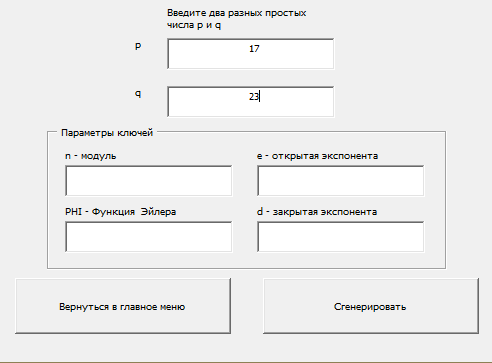 Введите два разных простых
числа p и q
p
17
q
23
Параметры ключей
n - модуль
e - открытая экспонента
PHI - Функция Эйлера
d - закрытая экспонента
Вернуться в главное меню
Сгенерировать